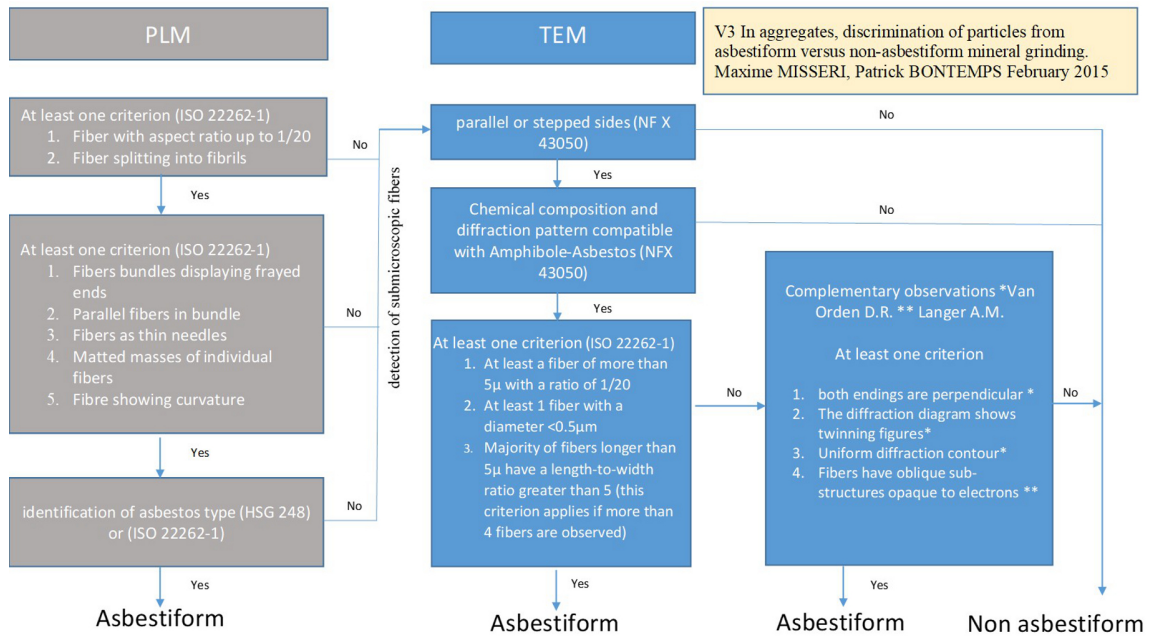 PLM
TEM
V3 In aggregates, discrimination of particles from
asbestiform versus non-asbestiform mineral grinding.
Maxime MISSERI, Patrick BONTEMPS February 2015
At least one criterion (ISO 22262-1)
1. Fiber with aspect ratio up to 1/20
2. Fiber splitting into fibrils
No
Yes
At least one criterion (ISO 22262-1)
1. Fibers bundles displaying frayed
ends
2. Parallel fibers in bundle
3. Fibers as thin needles
4. Matted masses of individual
fibers
5. Fibre showing curvature
No
Yes
identification of asbestos type (HSG 248)
or (ISO 22262-1)
No
Yes
Asbestiform
detection of submicroscopic fibers
parallel or stepped sides (NF X
43050)
No
Yes
Chemical composition and
diffraction pattern compatible
with Amphibole-Asbestos (NFX
43050)
No
Yes
At least one criterion (ISO 22262-1)
1. At least a fiber of more than
5µ with a ratio of 1/20
2. At least 1 fiber with a
diameter <0.5µm
3. Majority of fibers longer than
5µ have a length-to-width
ratio greater than 5 (this
criterion applies if more than
4 fibers are observed)
No
Yes
Asbestiform
Complementary observations *Van
Orden D.R. ** Langer A.M.
At least one criterion
1. both endings are perpendicular *
2. The diffraction diagram shows
twinning figures*
3. Uniform diffraction contour*
4. Fibers have oblique sub-
structures opaque to electrons **
No
Yes
Asbestiform
Non asbestiform